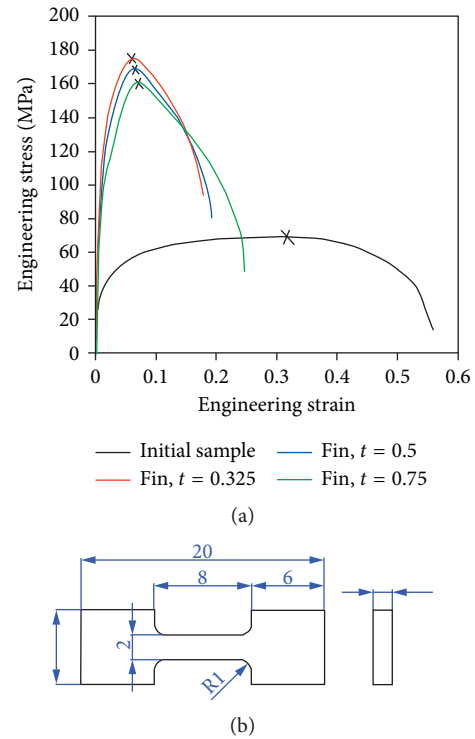 200
180
160
140
120
100
80
60
40
20
0
Engineering stress (MPa)
0 0.1 0.2 0.3 0.4 0.5 0.6
Engineering strain
Initial sample Fin, t = 0.5
Fin, t = 0.325 Fin, t = 0.75
(a)
20
8 6
2
R1
(b)